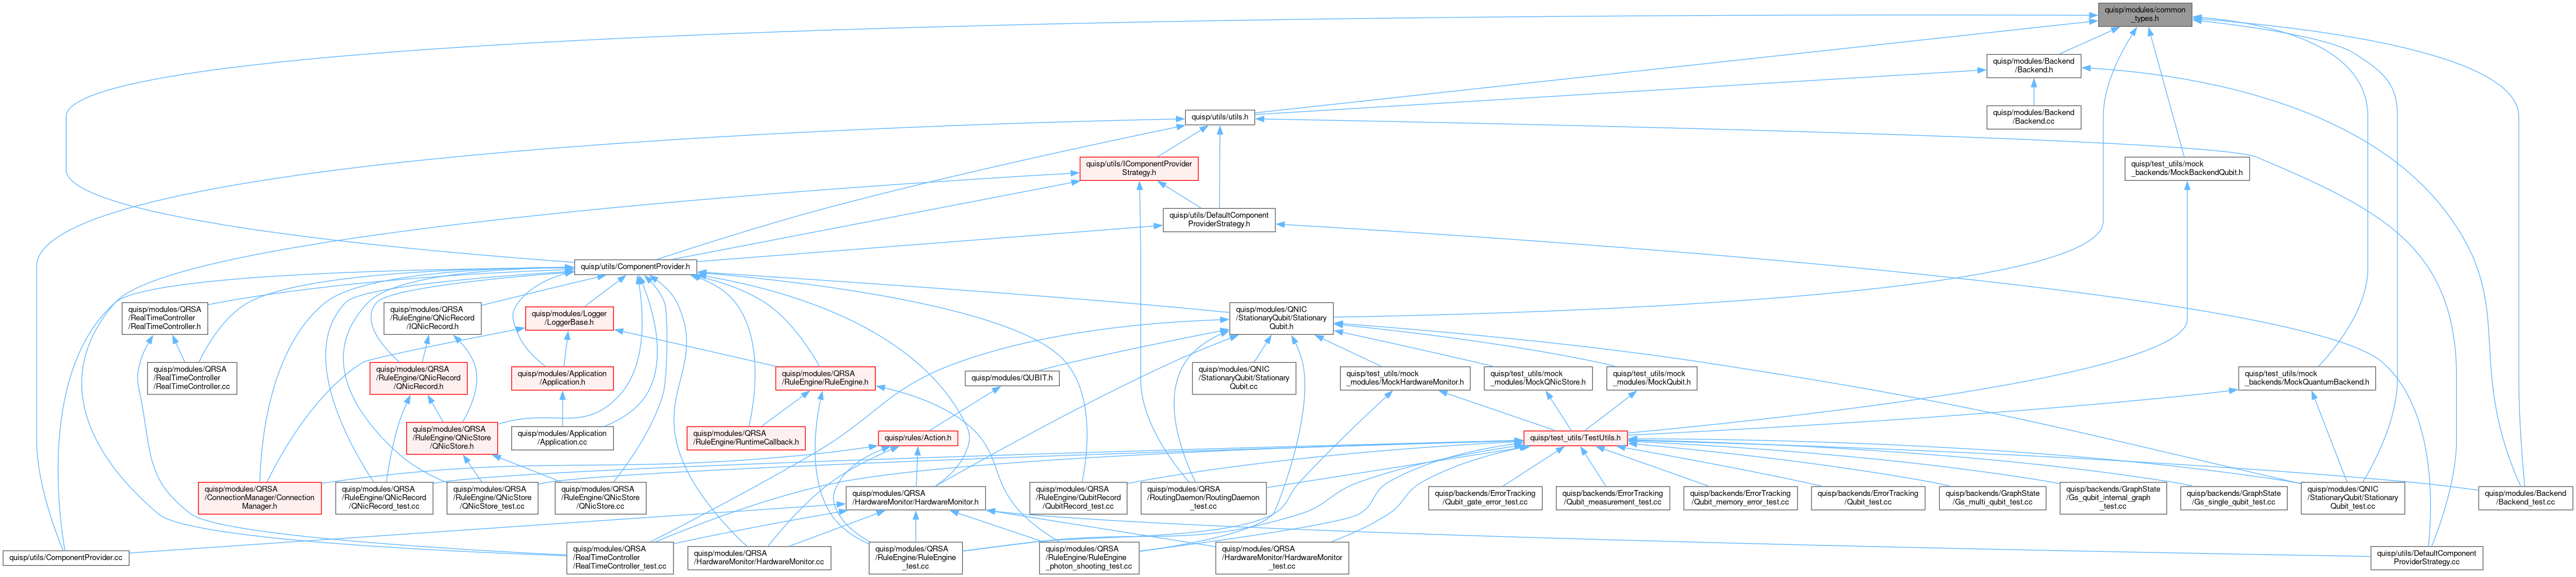 quisp/modules/common
_types.h
quisp/modules/Backend
/Backend.h
quisp/modules/Backend
/Backend.cc
quisp/utils/utils.h
quisp/utils/IComponentProvider
Strategy.h
quisp/test_utils/mock
_backends/MockBackendQubit.h
quisp/utils/DefaultComponent
ProviderStrategy.h
quisp/utils/ComponentProvider.h
quisp/modules/QRSA
/RealTimeController
/RealTimeController.h
quisp/modules/QRSA
/RuleEngine/QNicRecord
/IQNicRecord.h
quisp/modules/Logger
/LoggerBase.h
quisp/modules/QNIC
/StationaryQubit/Stationary
Qubit.h
quisp/modules/QRSA
/RealTimeController
/RealTimeController.cc
quisp/modules/QRSA
/RuleEngine/QNicRecord
/QNicRecord.h
quisp/modules/Application
/Application.h
quisp/modules/QRSA
/RuleEngine/RuleEngine.h
quisp/modules/QUBIT.h
quisp/modules/QNIC
/StationaryQubit/Stationary
Qubit.cc
quisp/test_utils/mock
_modules/MockHardwareMonitor.h
quisp/test_utils/mock
_modules/MockQNicStore.h
quisp/test_utils/mock
_modules/MockQubit.h
quisp/test_utils/mock
_backends/MockQuantumBackend.h
quisp/modules/QRSA
/RuleEngine/QNicStore
/QNicStore.h
quisp/modules/Application
/Application.cc
quisp/modules/QRSA
/RuleEngine/RuntimeCallback.h
quisp/rules/Action.h
quisp/test_utils/TestUtils.h
quisp/modules/QRSA
/ConnectionManager/Connection
Manager.h
quisp/modules/QRSA
/RuleEngine/QNicRecord
/QNicRecord_test.cc
quisp/modules/QRSA
/RuleEngine/QNicStore
/QNicStore_test.cc
quisp/modules/QRSA
/RuleEngine/QNicStore
/QNicStore.cc
quisp/modules/QRSA
/HardwareMonitor/HardwareMonitor.h
quisp/modules/QRSA
/RuleEngine/QubitRecord
/QubitRecord_test.cc
quisp/modules/QRSA
/RoutingDaemon/RoutingDaemon
_test.cc
quisp/backends/ErrorTracking
/Qubit_gate_error_test.cc
quisp/backends/ErrorTracking
/Qubit_measurement_test.cc
quisp/backends/ErrorTracking
/Qubit_memory_error_test.cc
quisp/backends/ErrorTracking
/Qubit_test.cc
quisp/backends/GraphState
/Gs_multi_qubit_test.cc
quisp/backends/GraphState
/Gs_qubit_internal_graph
_test.cc
quisp/backends/GraphState
/Gs_single_qubit_test.cc
quisp/modules/QNIC
/StationaryQubit/Stationary
Qubit_test.cc
quisp/modules/Backend
/Backend_test.cc
quisp/utils/ComponentProvider.cc
quisp/modules/QRSA
/RealTimeController
/RealTimeController_test.cc
quisp/modules/QRSA
/HardwareMonitor/HardwareMonitor.cc
quisp/modules/QRSA
/RuleEngine/RuleEngine
_test.cc
quisp/modules/QRSA
/RuleEngine/RuleEngine
_photon_shooting_test.cc
quisp/modules/QRSA
/HardwareMonitor/HardwareMonitor
_test.cc
quisp/utils/DefaultComponent
ProviderStrategy.cc